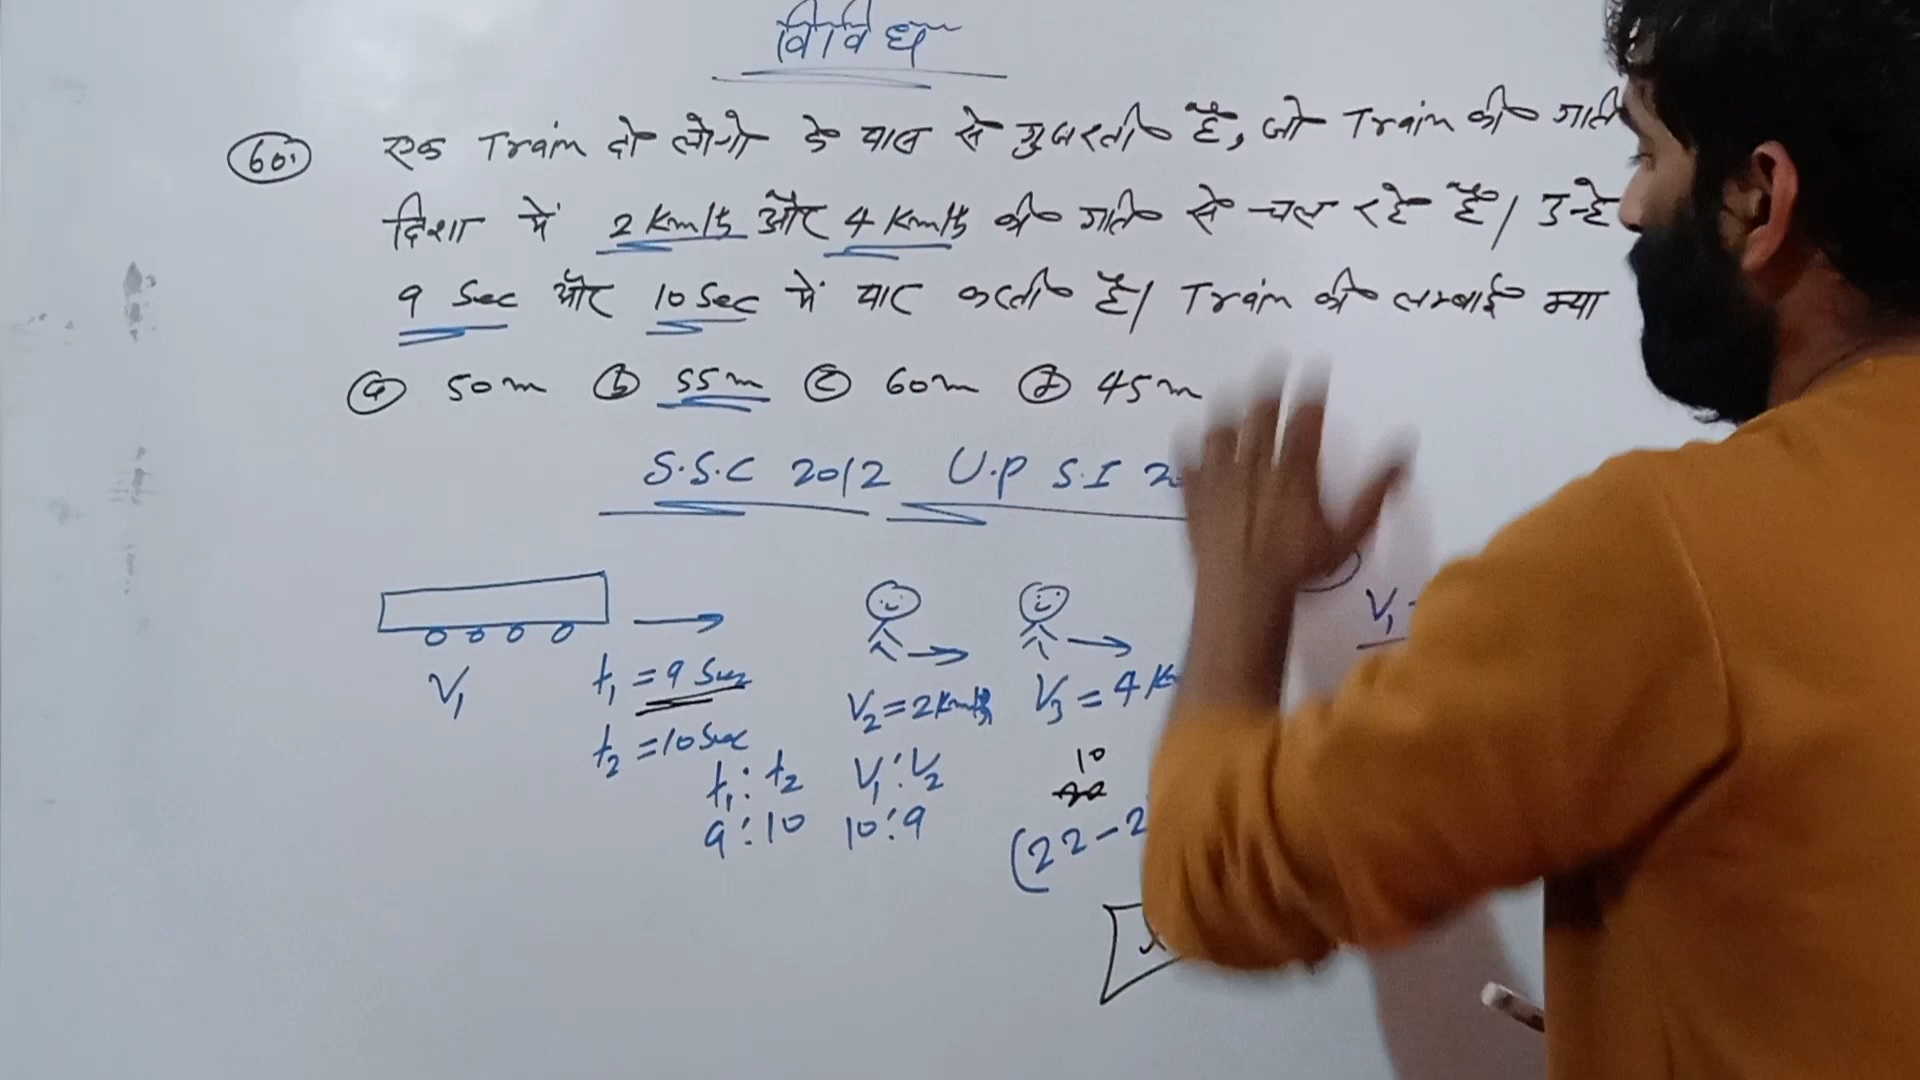 विविध
60. एक Train दो लोगो के पास से गुजरती है, जो Train की गति
दिशा में 2 km/h और 4 km/h की गति से चल रहे हैं। उन्हे
9 Sec और 10 Sec में पार करती है। Train की लम्बाई क्या
a 50m b 55m c 60m d 45m
S.S.C 2012 U.P S.I
V₁
V₁ t₁ = 9 Sec V₂ = 2 km/h V₃ = 4 K
t₂ = 10 Sec
t₁ : t₂ V₁ : V₂ 10
9 : 10 10 : 9 (22-2